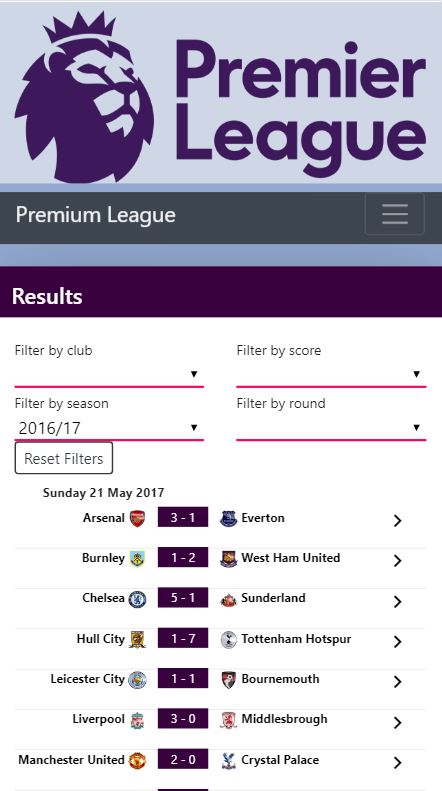 Premier
League
Premium League
Results
Filter by club Filter by score
Filter by season Filter by round
2016/17
Reset Filters
Sunday 21 May 2017
Arsenal 3 - 1 Everton
Burnley 1 - 2 West Ham United
Chelsea 5 - 1 Sunderland
Hull City 1 - 7 Tottenham Hotspur
Leicester City 1 - 1 Bournemouth
Liverpool 3 - 0 Middlesbrough
Manchester United 2 - 0 Crystal Palace